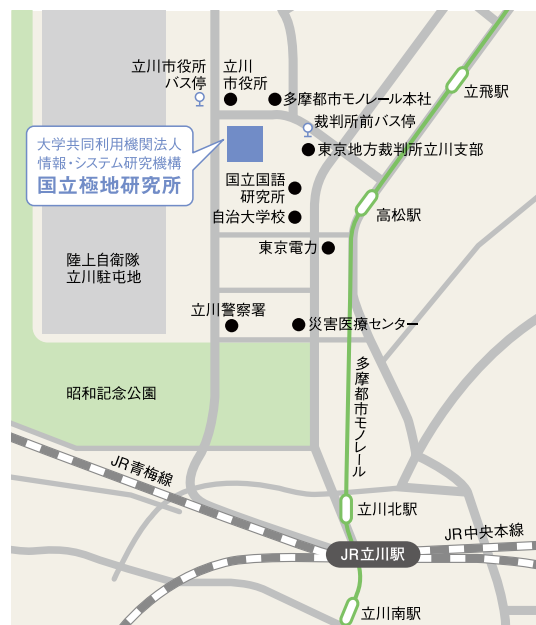 立川市役所
バス停
立川
市役所
多摩都市モノレール本社
立飛駅
裁判所前バス停
大学共同利用機関法人
情報・システム研究機構
国立極地研究所
東京地方裁判所立川支部
国立国語
研究所
自治大学校
高松駅
東京電力
陸上自衛隊
立川駐屯地
立川警察署
災害医療センター
昭和記念公園
多摩都市モノレール
JR青梅線
立川北駅
JR中央本線
JR立川駅
立川南駅